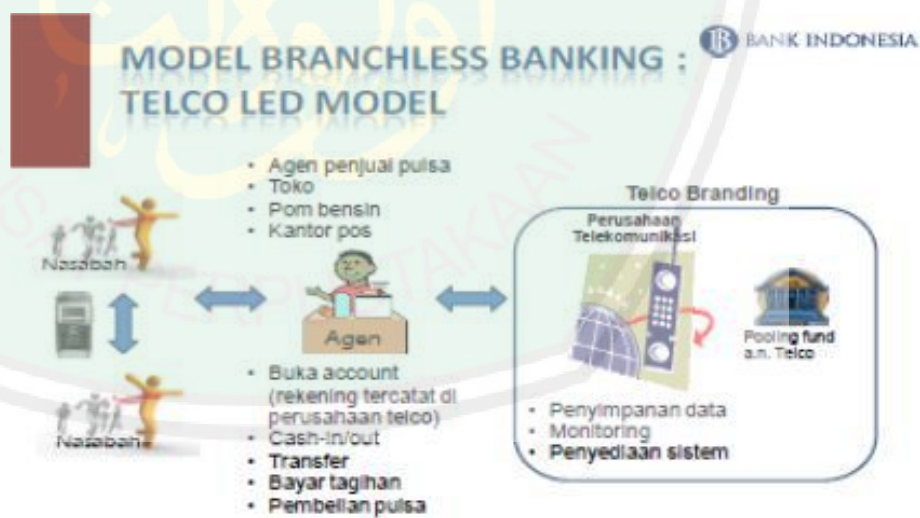 MODEL BRANCHLESS BANKING :
TELCO LED MODEL
BANK INDONESIA
• Agen penjual pulsa
• Toko
• Pom bensin
• Kantor pos
Nasabah
Agen
Nasabah
• Buka account
(rekening tercatat di
perusahaan telco)
• Cash-in/out
• Transfer
• Bayar tagihan
• Pembelian pulsa
Telco Branding
Perusahaan
Telekomunikasi
Pooling fund
a.n. Telco
• Penyimpanan data
• Monitoring
• Penyediaan sistem
PERPUSTAKAAN